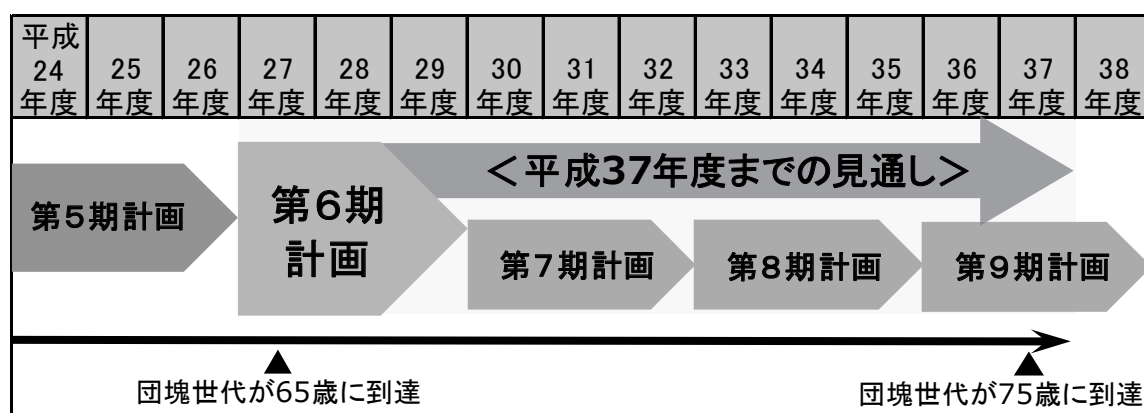 平成
24
年度
25
年度
26
年度
27
年度
28
年度
29
年度
30
年度
31
年度
32
年度
33
年度
34
年度
35
年度
36
年度
37
年度
38
年度
<平成37年度までの見通し>
第5期計画
第6期
計画
第7期計画
第8期計画
第9期計画
団塊世代が65歳に到達
団塊世代が75歳に到達